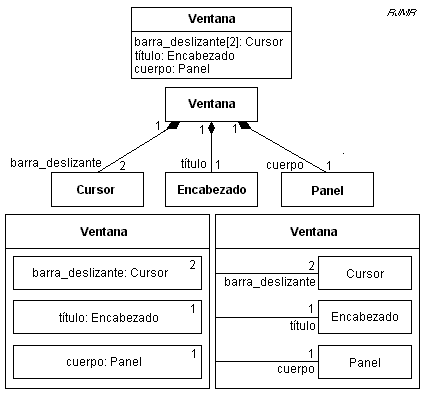 Ventana
RJMR
barra_deslizante[2]: Cursor
título: Encabezado
cuerpo: Panel
Ventana
1 1 1
barra_deslizante 2 título 1 cuerpo 1
Cursor Encabezado Panel
Ventana
barra_deslizante: Cursor 2
título: Encabezado 1
cuerpo: Panel 1
Ventana
2 Cursor
barra_deslizante
1 Encabezado
título
1 Panel
cuerpo